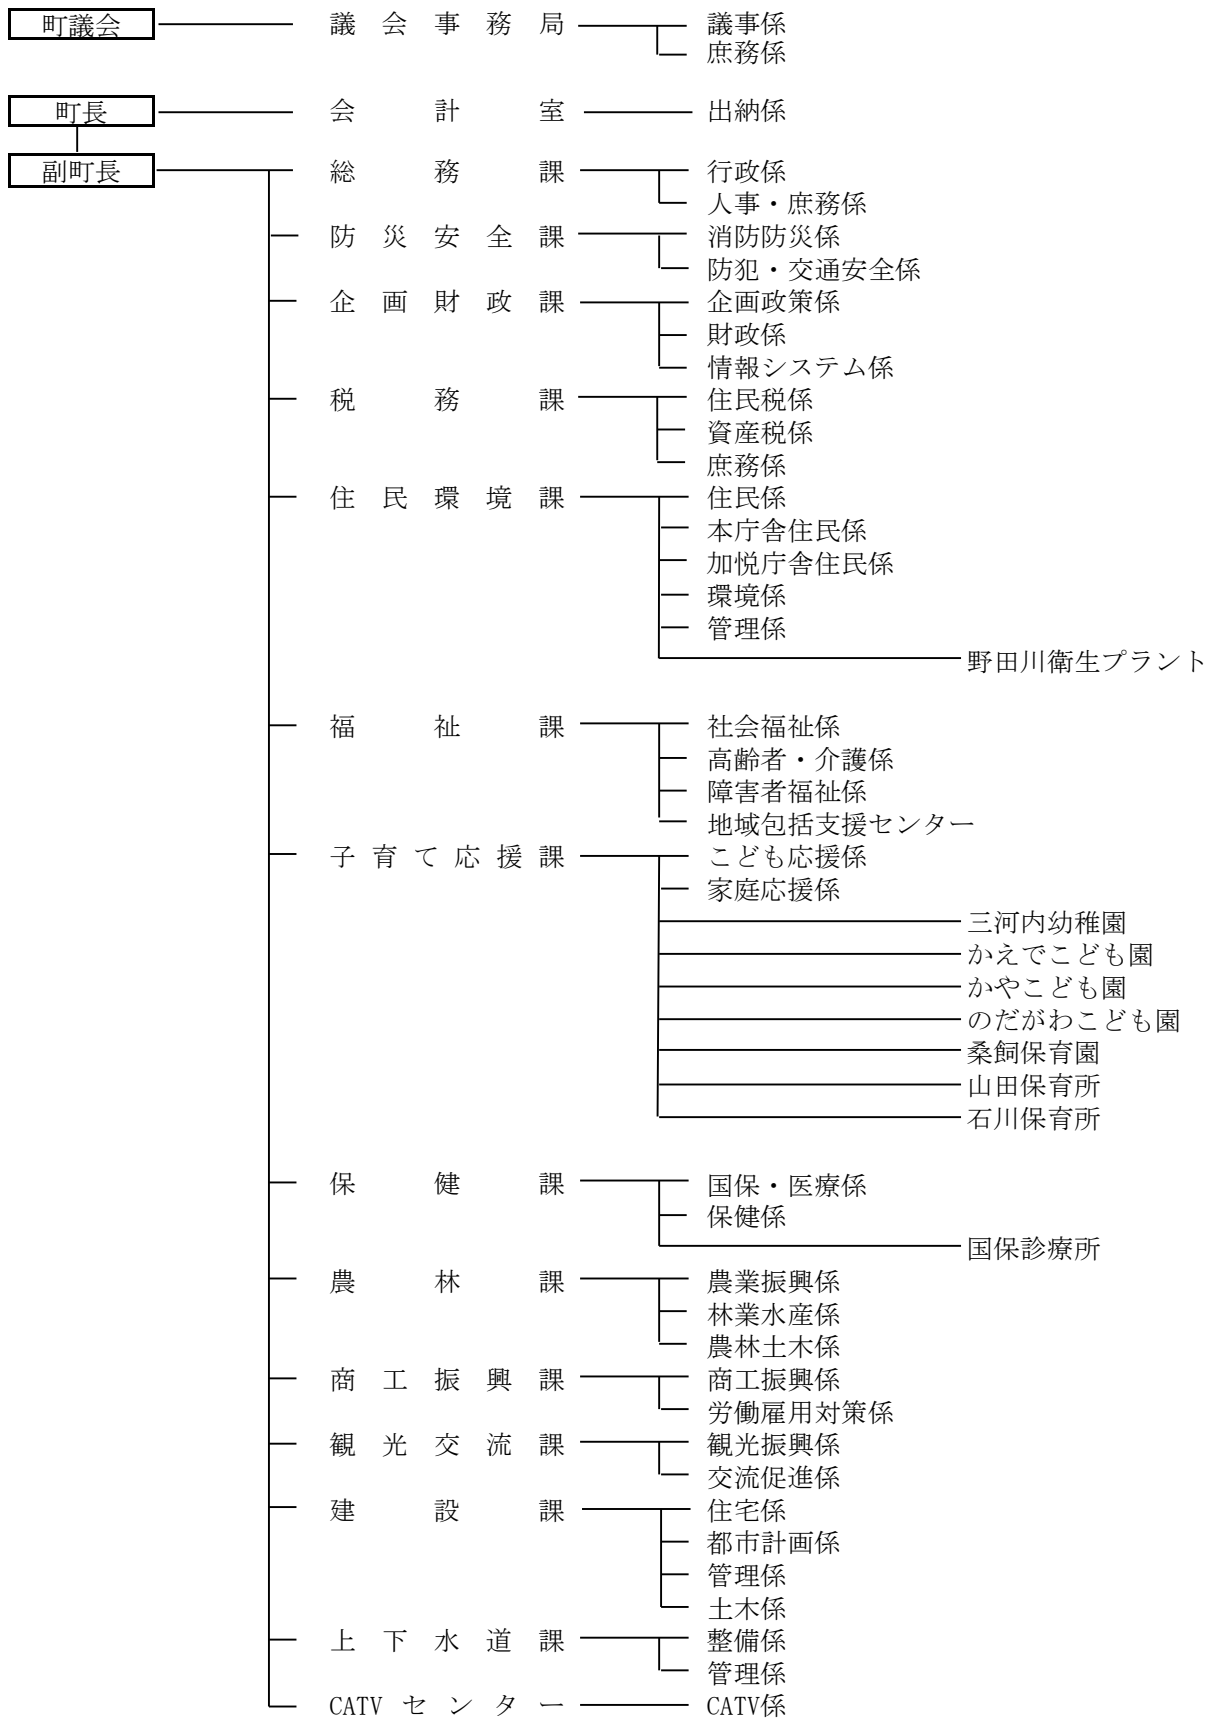 町議会 議会事務局 議事係
庶務係
町長 会計室 出納係
副町長 総務課 行政係
人事・庶務係
防災安全課 消防防災係
防犯・交通安全係
企画財政課 企画政策係
財政係
情報システム係
税務課 住民税係
資産税係
庶務係
住民環境課 住民係
本庁舎住民係
加悦庁舎住民係
環境係
管理係
野田川衛生プラント
福祉課 社会福祉係
高齢者・介護係
障害者福祉係
地域包括支援センター
子育て応援課 こども応援係
家庭応援係
三河内幼稚園
かえでこども園
かやこども園
のだがわこども園
桑飼保育園
山田保育所
石川保育所
保健課 国保・医療係
保健係
国保診療所
農林課 農業振興係
林業水産係
農林土木係
商工振興課 商工振興係
労働雇用対策係
観光交流課 観光振興係
交流促進係
建設課 住宅係
都市計画係
管理係
土木係
上下水道課 整備係
管理係
CATVセンター CATV係